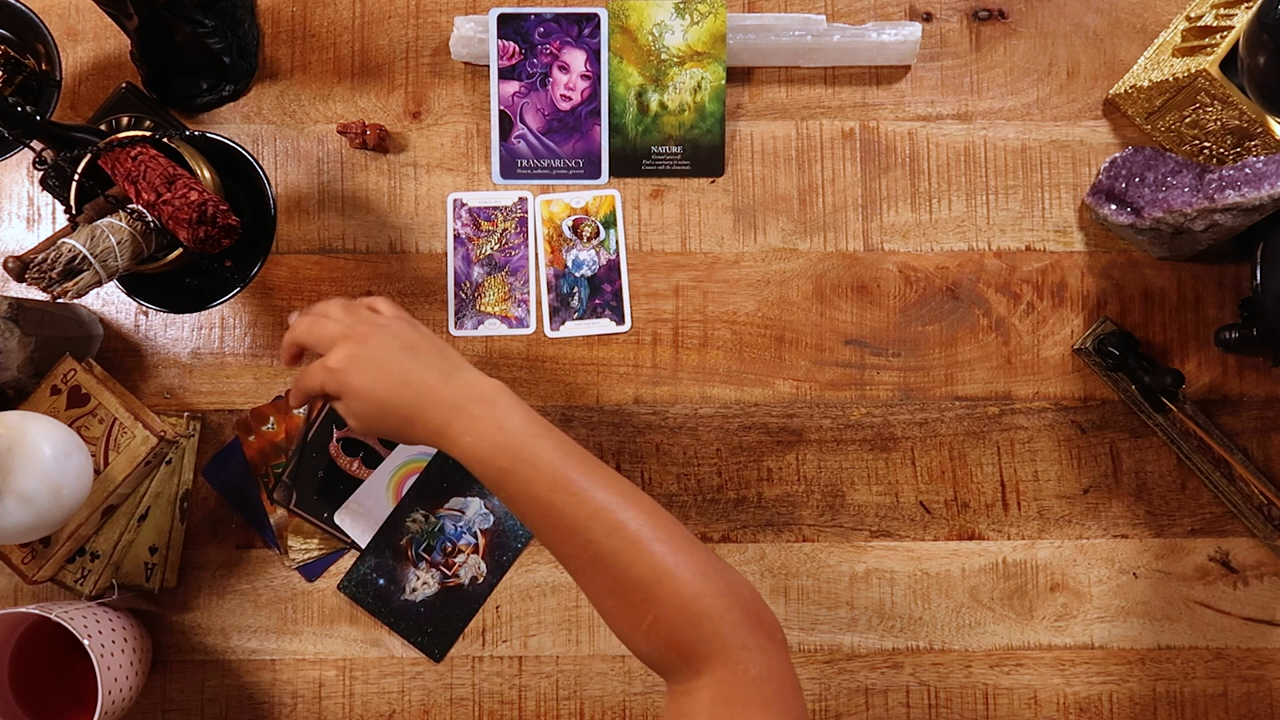 TRANSPARENCY
Honest, authentic, genuine, present
NATURE
Ground yourself.
Find a sanctuary in nature.
Connect with the elementals.
Q
K
A